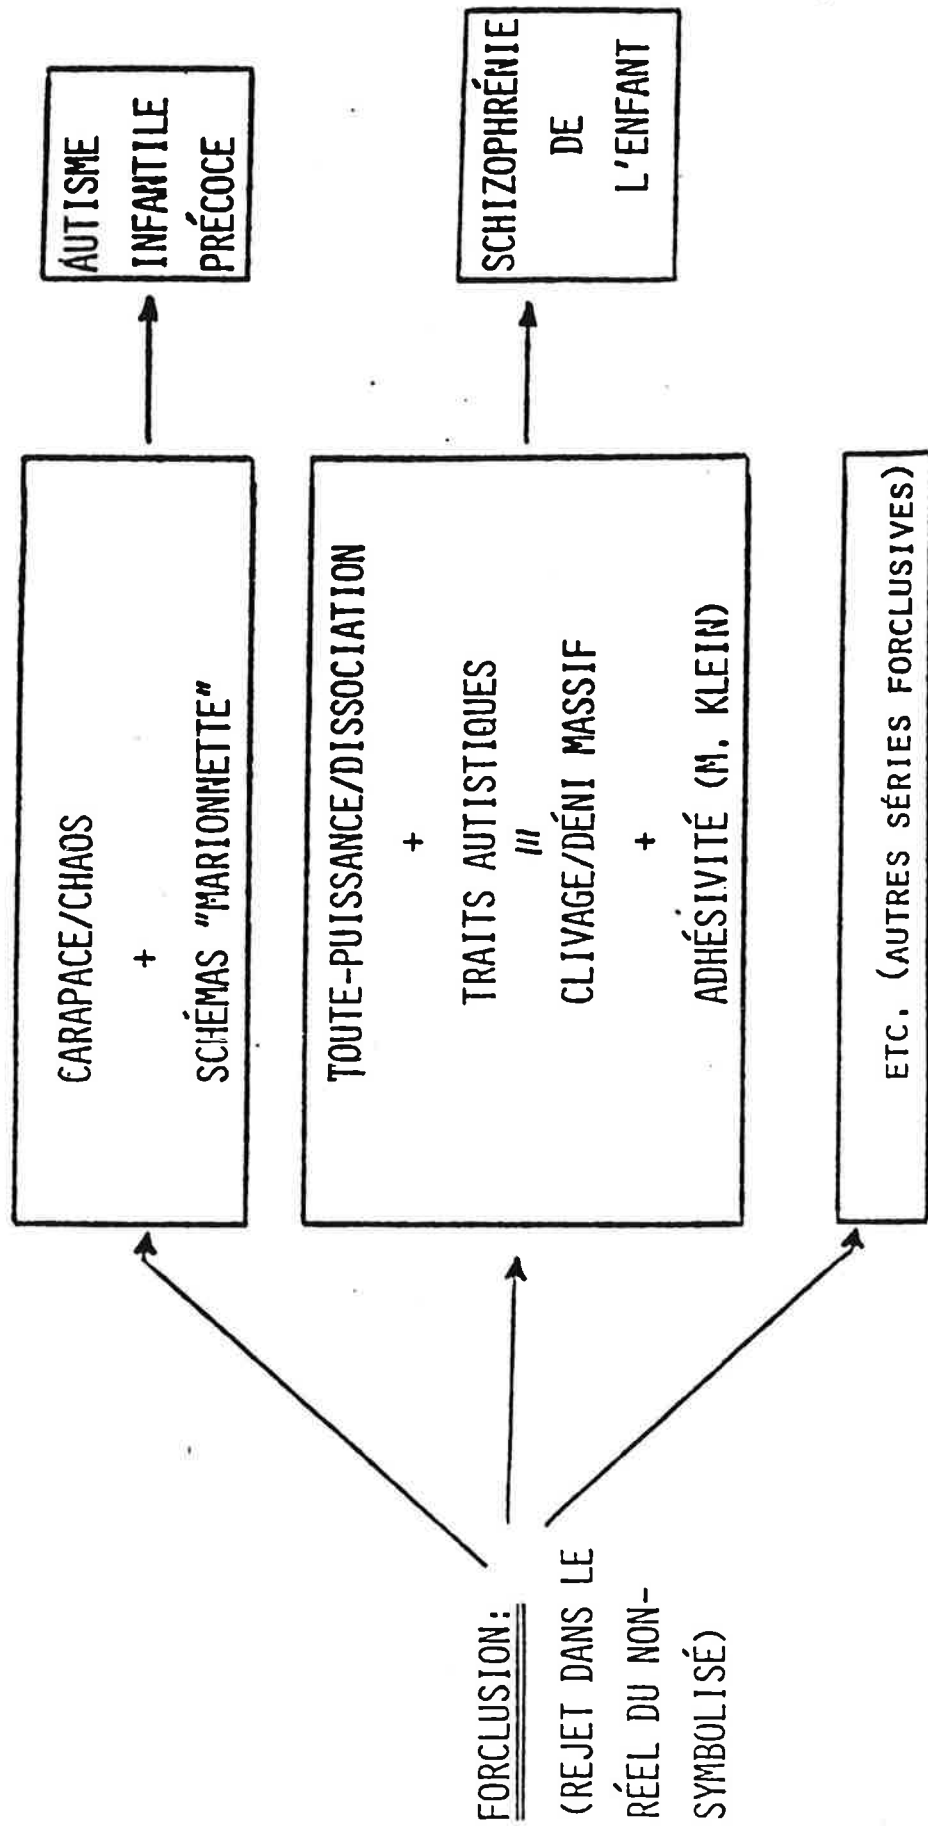 FORCLUSION:
(REJET DANS LE
RÉEL DU NON-
SYMBOLISÉ)
CARAPACE/CHAOS
+
SCHÉMAS "MARIONNETTE"
AUTISME
INFANTILE
PRÉCOCE
TOUTE-PUISSANCE/DISSOCIATION
+
TRAITS AUTISTIQUES
≡
CLIVAGE/DÉNI MASSIF
+
ADHÉSIVITÉ (M. KLEIN)
SCHIZOPHRÉNIE
DE
L'ENFANT
ETC. (AUTRES SÉRIES FORCLUSIVES)